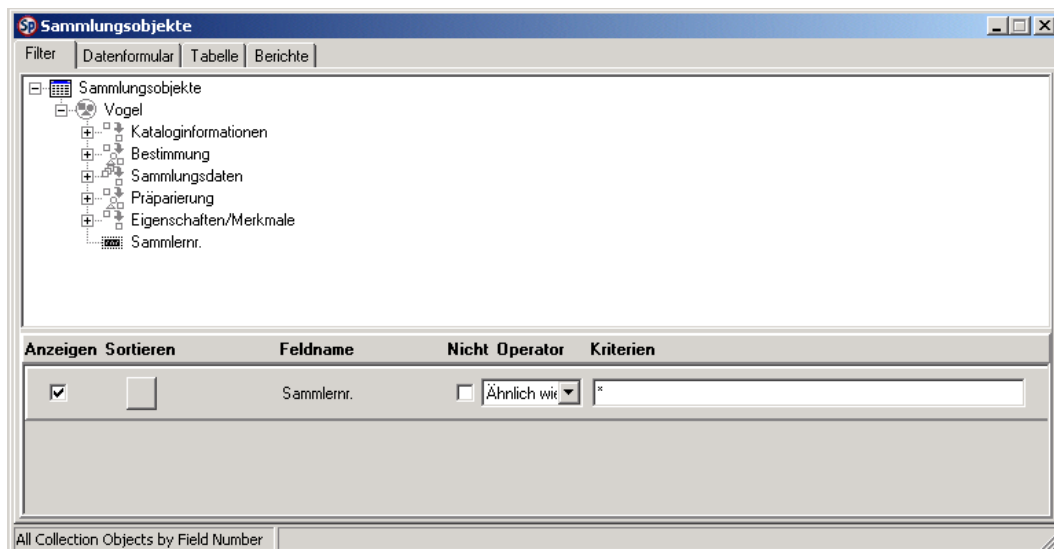 Sammlungsobjekte
Filter Datenformular Tabelle Berichte
Sammlungsobjekte
Vogel
Kataloginformationen
Bestimmung
Sammlungsdaten
Präparierung
Eigenschaften/Merkmale
Sammlernr.
Anzeigen Sortieren Feldname Nicht Operator Kriterien
Sammlernr. Ähnlich wie *
All Collection Objects by Field Number